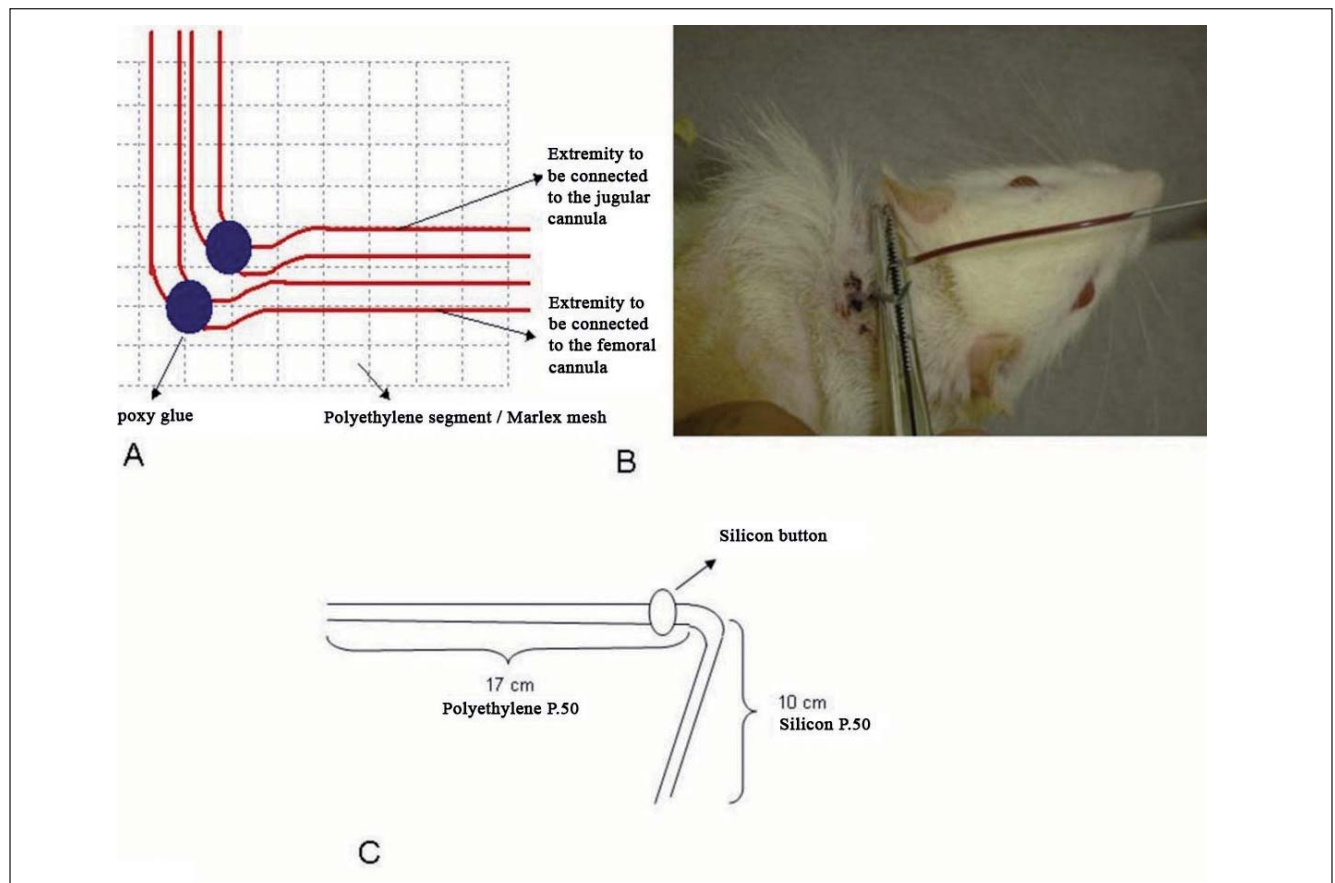 Extremity to
be connected
to the jugular
cannula
Extremity to
be connected
to the femoral
cannula
poxy glue
Polyethylene segment / Marlex mesh
A
B
Silicon button
17 cm
Polyethylene P.50
10 cm
Silicon P.50
C